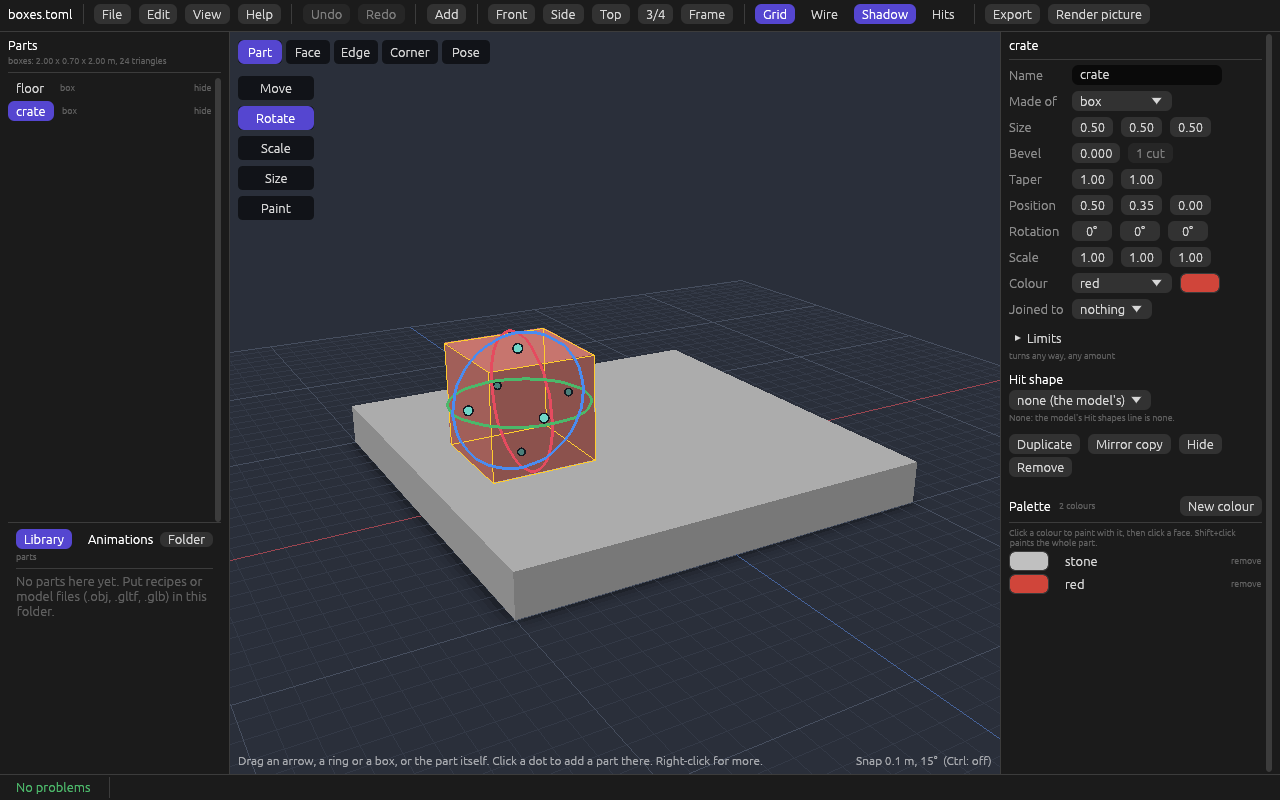 boxes.toml File Edit View Help Undo Redo Add Front Side Top 3/4 Frame Grid Wire Shadow Hits Export Render picture
Parts
boxes: 2.00 x 0.70 x 2.00 m, 24 triangles
floor box hide
crate box hide
Library Animations Folder
parts
No parts here yet. Put recipes or
model files (.obj, .gltf, .glb) in this
folder.
Part Face Edge Corner Pose
Move
Rotate
Scale
Size
Paint
Drag an arrow, a ring or a box, or the part itself. Click a dot to add a part there. Right-click for more.
Snap 0.1 m, 15° (Ctrl: off)
crate
Name crate
Made of box
Size 0.50 0.50 0.50
Bevel 0.000 1 cut
Taper 1.00 1.00
Position 0.50 0.35 0.00
Rotation 0° 0° 0°
Scale 1.00 1.00 1.00
Colour red
Joined to nothing
Limits
turns any way, any amount
Hit shape
none (the model's)
None: the model's Hit shapes line is none.
Duplicate Mirror copy Hide
Remove
Palette 2 colours New colour
Click a colour to paint with it, then click a face. Shift+click
paints the whole part.
stone remove
red remove
No problems